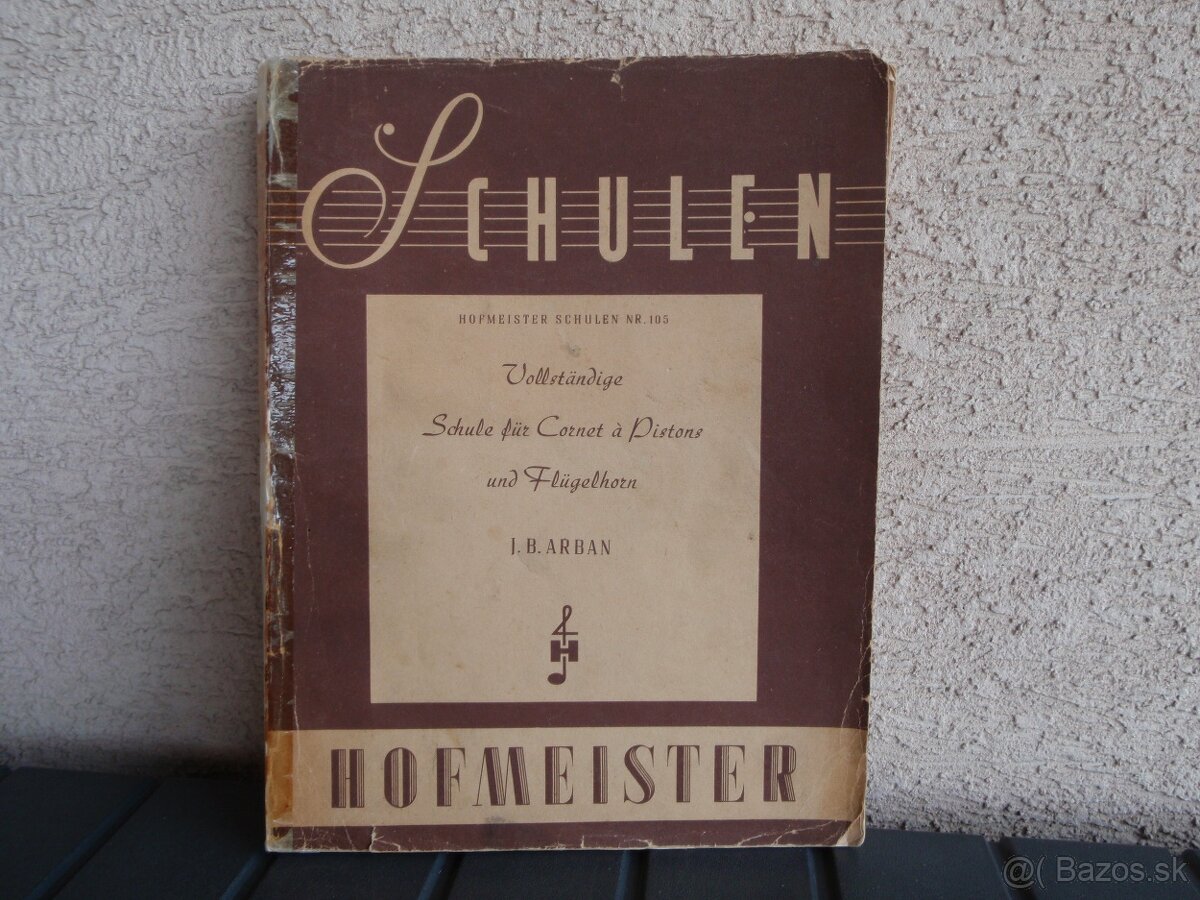 SCHULEN
HOFMEISTER SCHULEN NR. 105
Vollständige
Schule für Cornet à Pistons
und Flügelhorn
J. B. ARBAN
H
HOFMEISTER
@( Bazos.sk